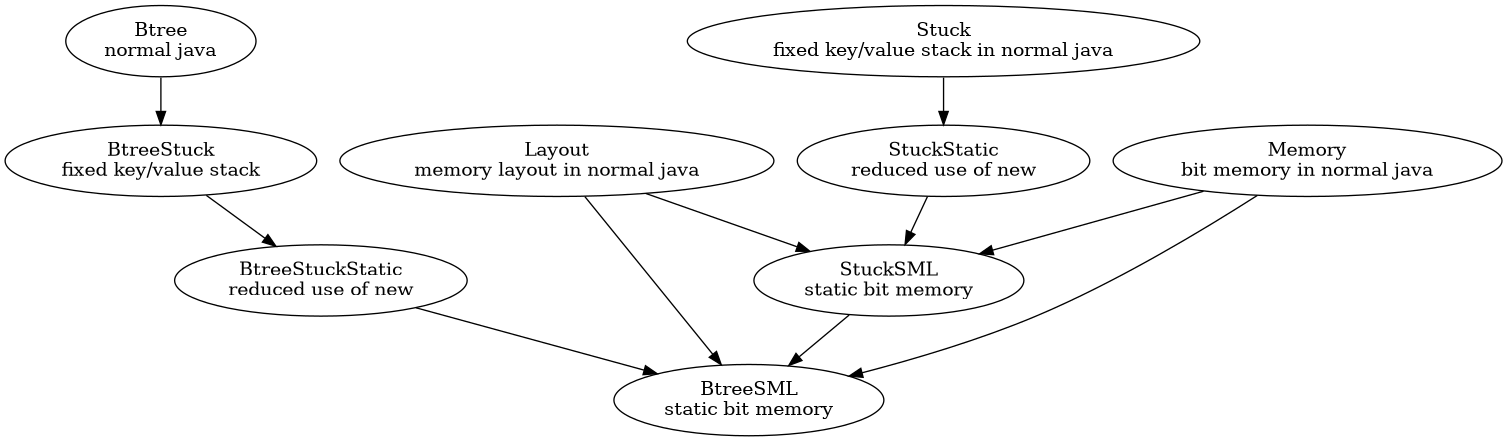 Btree
normal java
Stuck
fixed key/value stack in normal java
BtreeStuck
fixed key/value stack
Layout
memory layout in normal java
StuckStatic
reduced use of new
Memory
bit memory in normal java
BtreeStuckStatic
reduced use of new
StuckSML
static bit memory
BtreeSML
static bit memory